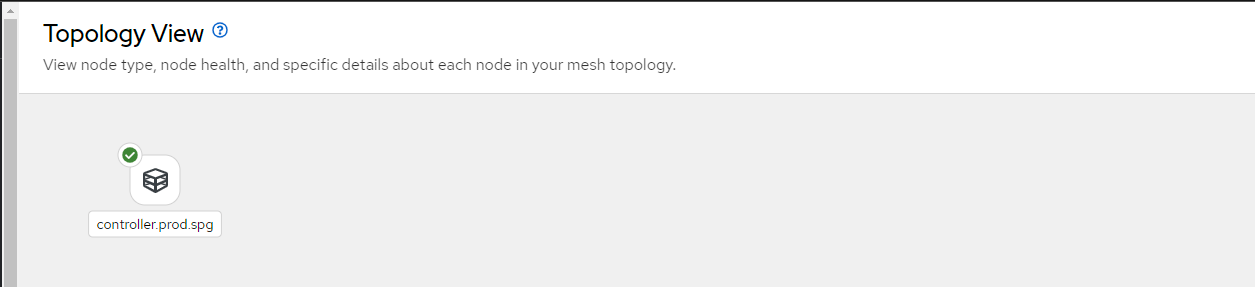 Topology View
View node type, node health, and specific details about each node in your mesh topology.
controller.prod.spg